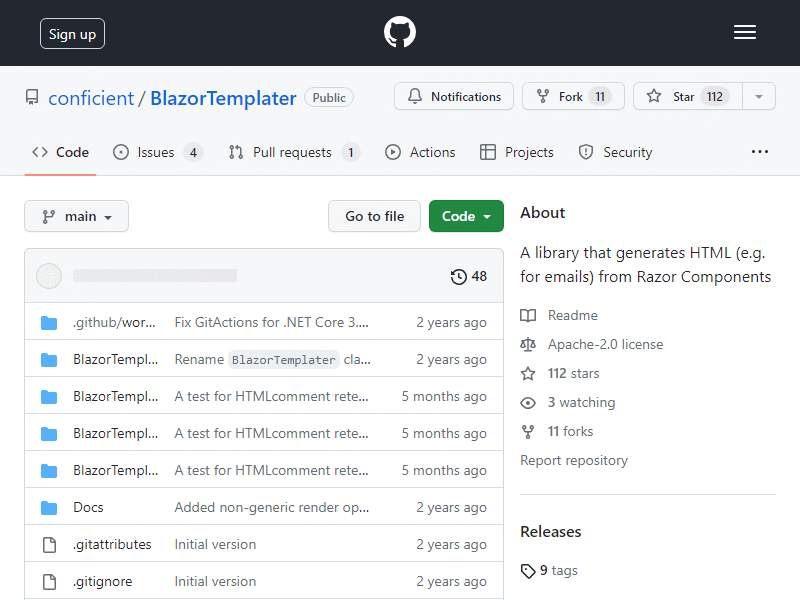 Sign up
conficient / BlazorTemplater Public
Notifications Fork 11 Star 112
Code Issues 4 Pull requests 1 Actions Projects Security
main Go to file Code
48
.github/wor... Fix GitActions for .NET Core 3.... 2 years ago
BlazorTempl... Rename BlazorTemplater cla... 2 years ago
BlazorTempl... A test for HTMLcomment rete... 5 months ago
BlazorTempl... A test for HTMLcomment rete... 5 months ago
BlazorTempl... A test for HTMLcomment rete... 5 months ago
Docs Added non-generic render op... 2 years ago
.gitattributes Initial version 2 years ago
.gitignore Initial version 2 years ago
About
A library that generates HTML (e.g.
for emails) from Razor Components
Readme
Apache-2.0 license
112 stars
3 watching
11 forks
Report repository
Releases
9 tags